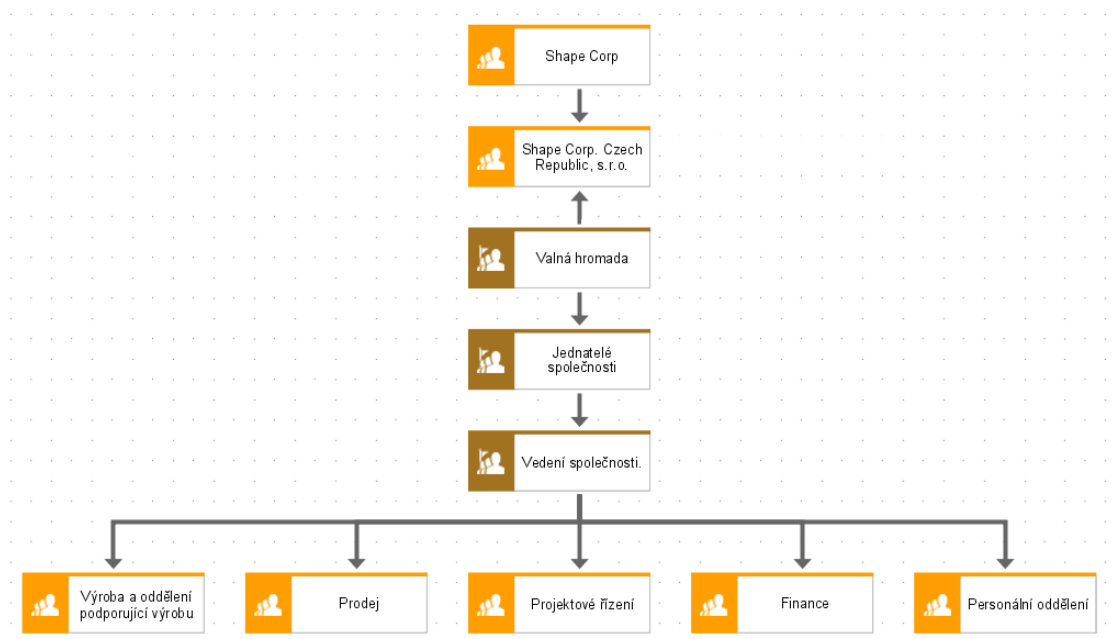 Shape Corp
Shape Corp. Czech
Republic, s.r.o.
Valná hromada
Jednatelé
společnosti
Vedení společnosti.
Výroba a oddělení
podporující výrobu
Prodej
Projektové řízení
Finance
Personální oddělení